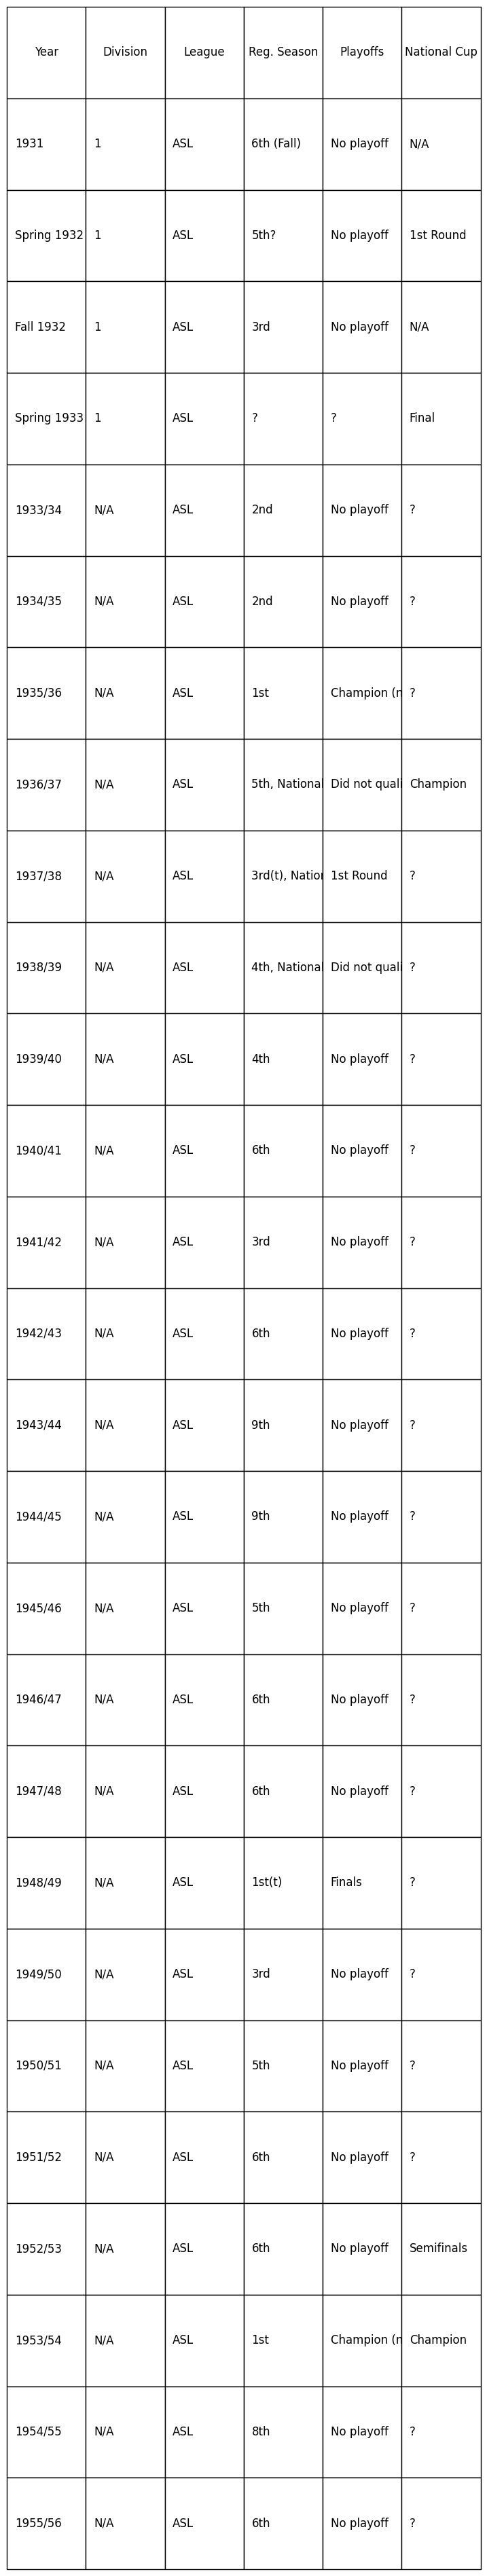 Year Division League Reg. Season Playoffs National Cup
1931 1 ASL 6th (Fall) No playoff N/A
Spring 1932 1 ASL 5th? No playoff 1st Round
Fall 1932 1 ASL 3rd No playoff N/A
Spring 1933 1 ASL ? ? Final
1933/34 N/A ASL 2nd No playoff ?
1934/35 N/A ASL 2nd No playoff ?
1935/36 N/A ASL 1st Champion (n ?
1936/37 N/A ASL 5th, National Did not quali Champion
1937/38 N/A ASL 3rd(t), Nation 1st Round ?
1938/39 N/A ASL 4th, National Did not quali ?
1939/40 N/A ASL 4th No playoff ?
1940/41 N/A ASL 6th No playoff ?
1941/42 N/A ASL 3rd No playoff ?
1942/43 N/A ASL 6th No playoff ?
1943/44 N/A ASL 9th No playoff ?
1944/45 N/A ASL 9th No playoff ?
1945/46 N/A ASL 5th No playoff ?
1946/47 N/A ASL 6th No playoff ?
1947/48 N/A ASL 6th No playoff ?
1948/49 N/A ASL 1st(t) Finals ?
1949/50 N/A ASL 3rd No playoff ?
1950/51 N/A ASL 5th No playoff ?
1951/52 N/A ASL 6th No playoff ?
1952/53 N/A ASL 6th No playoff Semifinals
1953/54 N/A ASL 1st Champion (n Champion
1954/55 N/A ASL 8th No playoff ?
1955/56 N/A ASL 6th No playoff ?